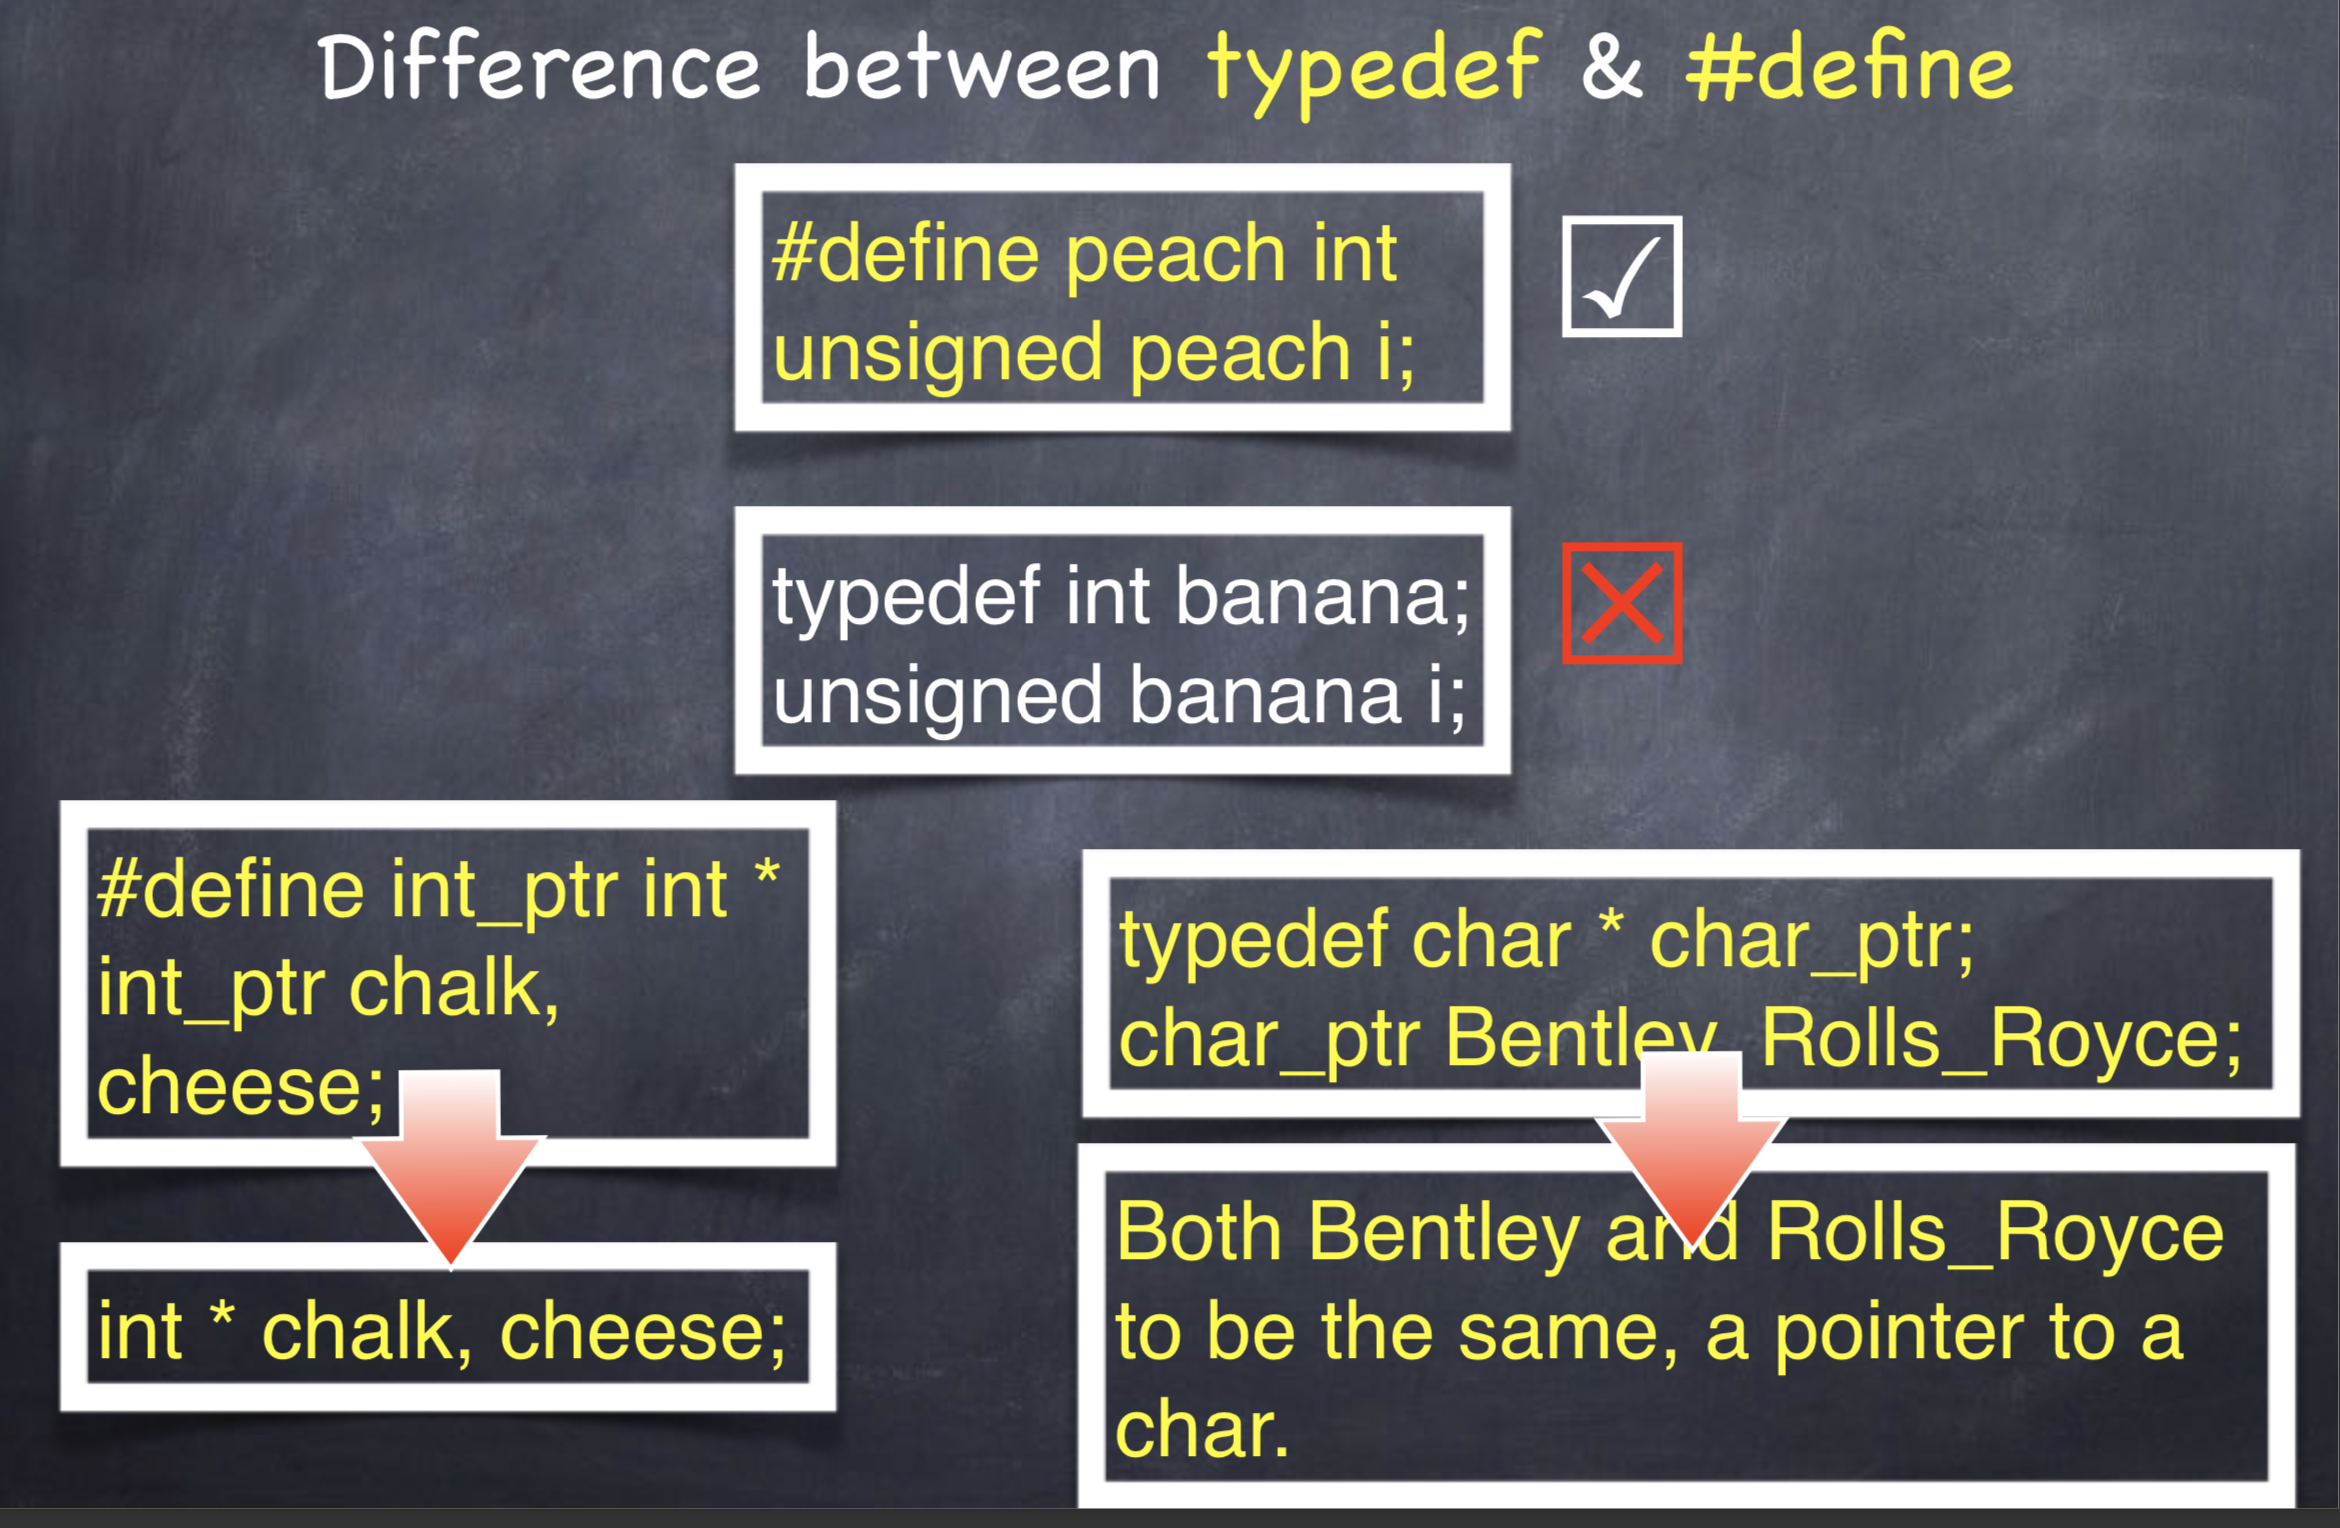 Difference between typedef & #define
#define peach int
unsigned peach i;
typedef int banana;
unsigned banana i;
#define int_ptr int *
int_ptr chalk,
cheese;
int * chalk, cheese;
typedef char * char_ptr;
char_ptr Bentley, Rolls_Royce;
Both Bentley and Rolls_Royce
to be the same, a pointer to a
char.